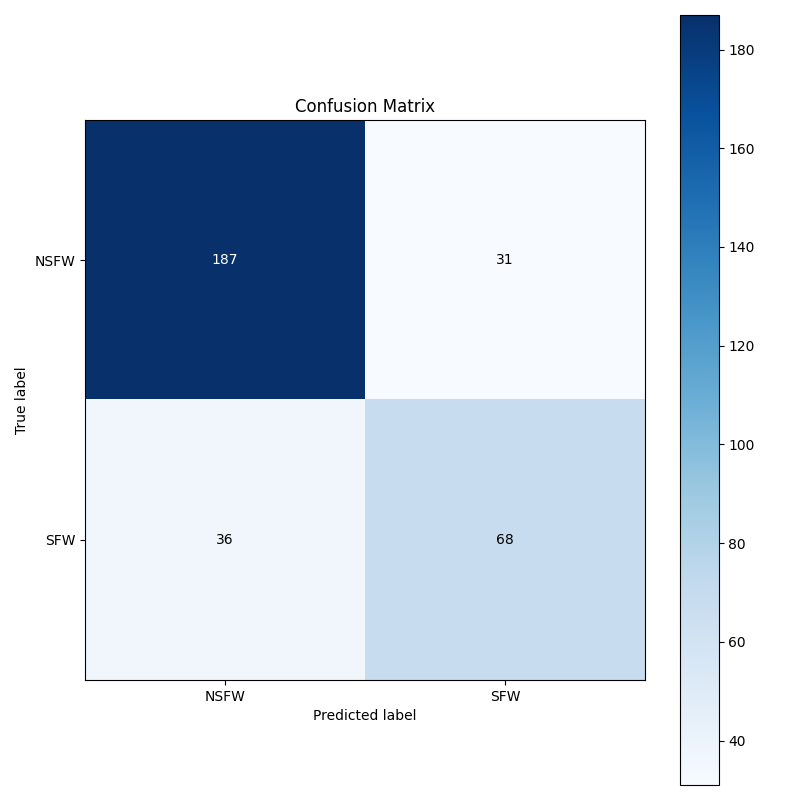 Confusion Matrix
True label
NSFW
187
31
SFW
36
68
NSFW
SFW
Predicted label
180
160
140
120
100
80
60
40